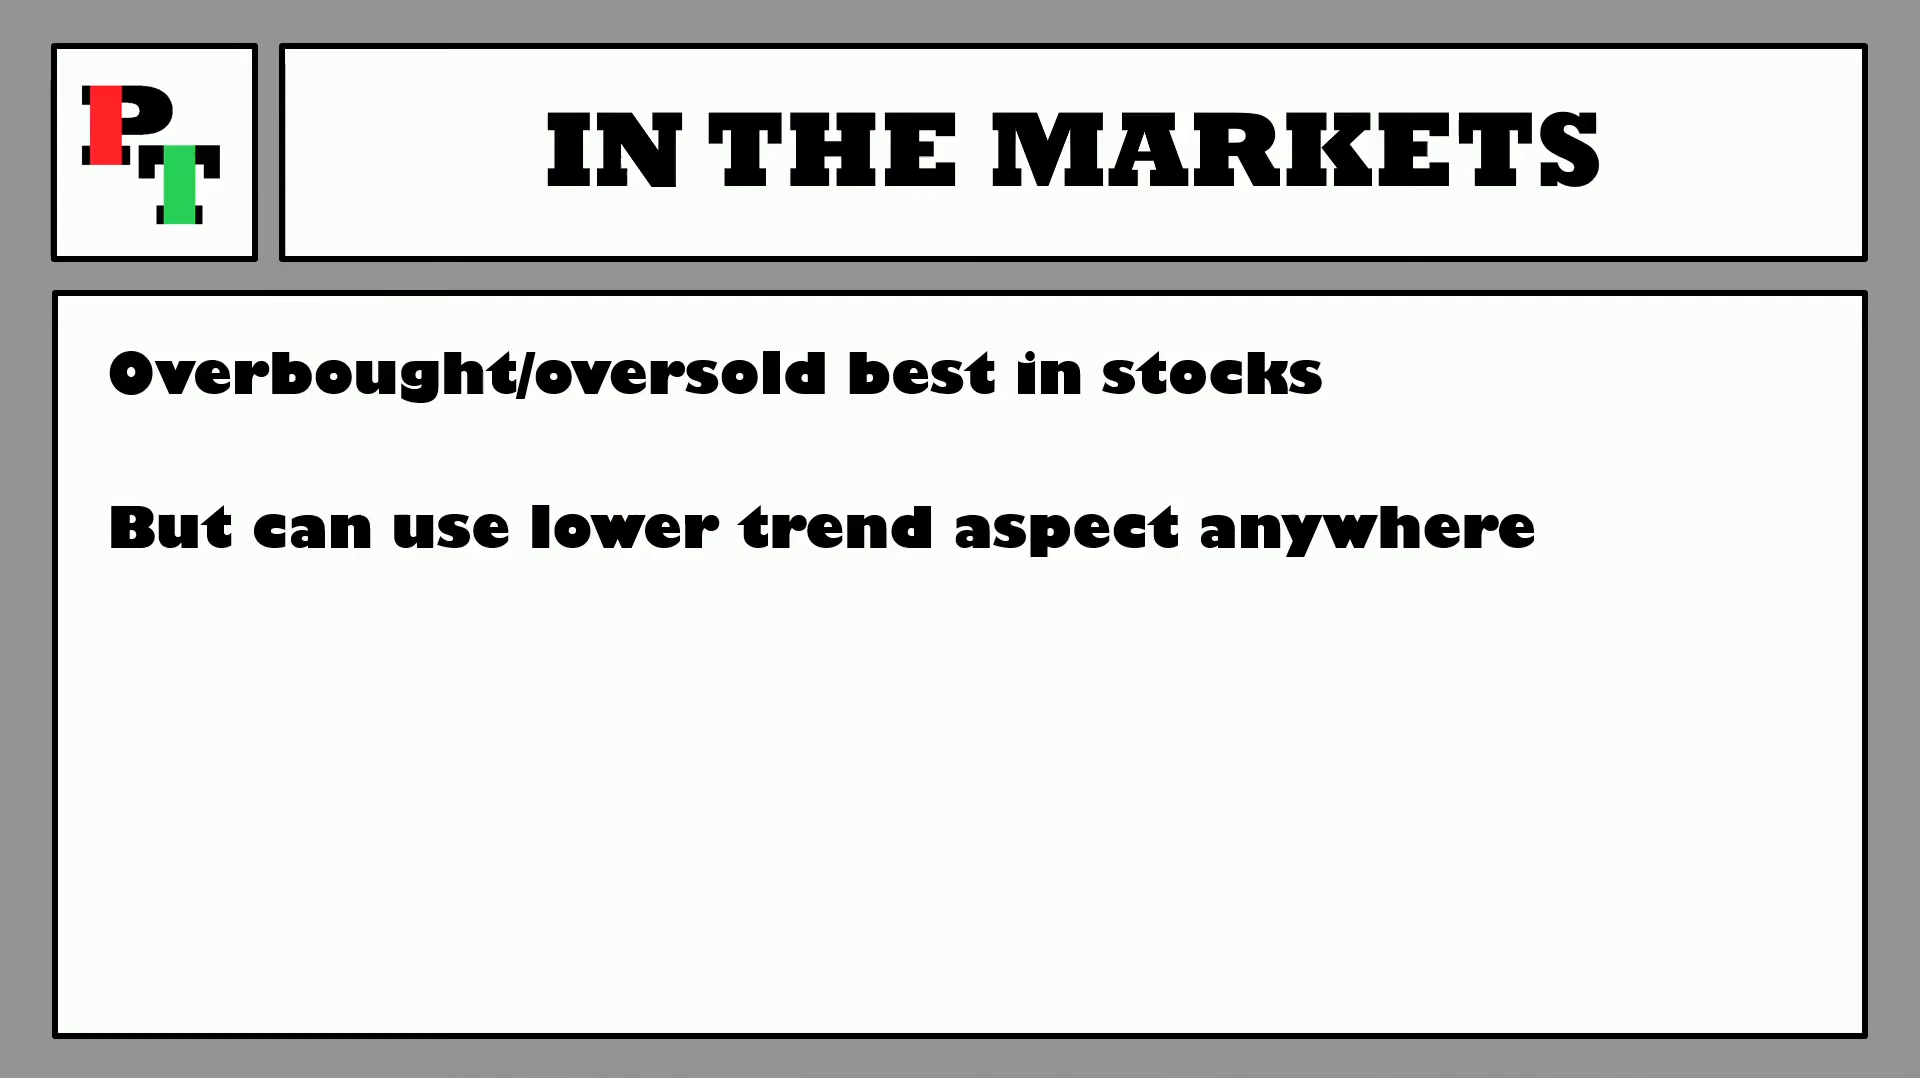 PT
IN THE MARKETS
Overbought/oversold best in stocks
But can use lower trend aspect anywhere